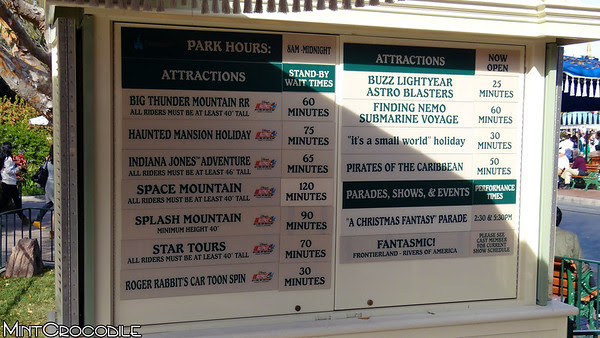 PARK HOURS: 8AM-MIDNIGHT
ATTRACTIONS STAND-BY WAIT TIMES
BIG THUNDER MOUNTAIN RR 60 MINUTES
ALL RIDERS MUST BE AT LEAST 40" TALL
HAUNTED MANSION HOLIDAY 75 MINUTES
INDIANA JONES™ ADVENTURE 65 MINUTES
ALL RIDERS MUST BE AT LEAST 46" TALL
SPACE MOUNTAIN 120 MINUTES
ALL RIDERS MUST BE AT LEAST 40" TALL
SPLASH MOUNTAIN 90 MINUTES
MINIMUM HEIGHT 40"
STAR TOURS 70 MINUTES
ALL RIDERS MUST BE AT LEAST 40" TALL
ROGER RABBIT'S CAR TOON SPIN 30 MINUTES
ATTRACTIONS NOW OPEN
BUZZ LIGHTYEAR 25
ASTRO BLASTERS MINUTES
FINDING NEMO 60
SUBMARINE VOYAGE MINUTES
"it's a small world" holiday 30 MINUTES
PIRATES OF THE CARIBBEAN 50 MINUTES
PARADES, SHOWS, & EVENTS PERFORMANCE TIMES
"A CHRISTMAS FANTASY" PARADE 2:30 & 5:30PM
FANTASMIC!
FRONTIERLAND - RIVERS OF AMERICA
PLEASE SEE
CAST MEMBER
FOR CURRENT
SHOW SCHEDULE
MINTCROCODILE